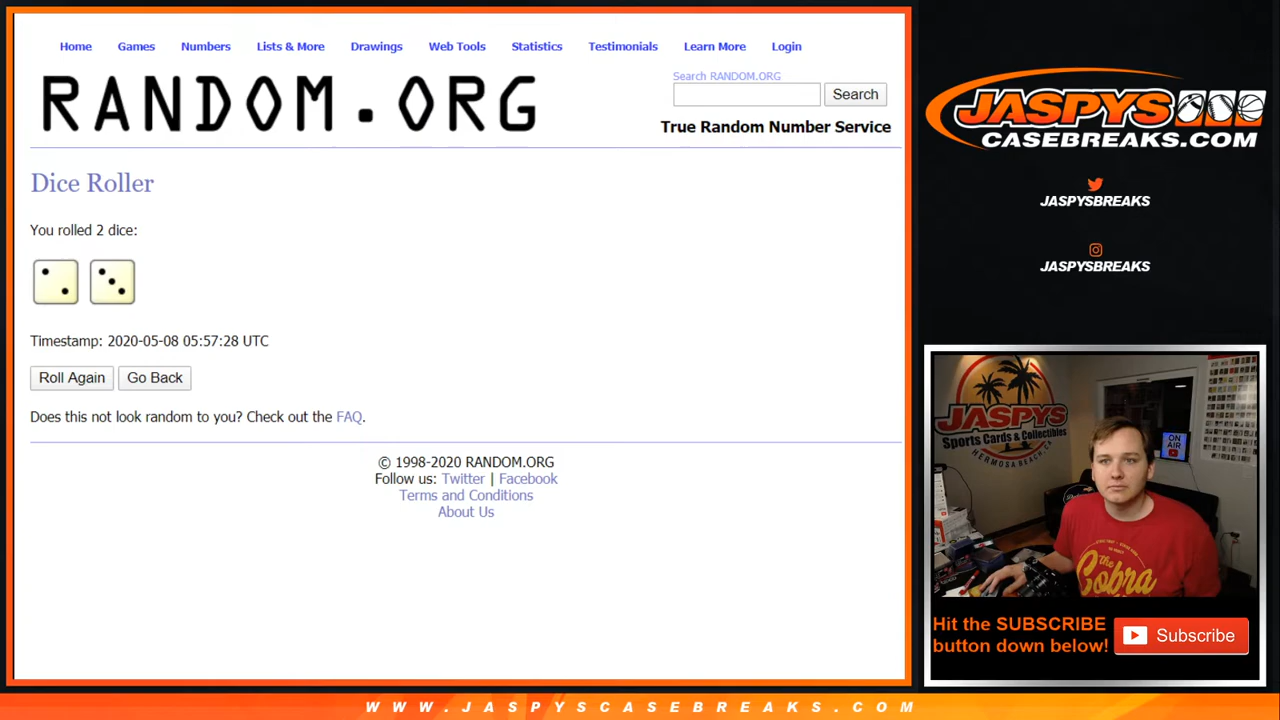 Home Games Numbers Lists & More Drawings Web Tools Statistics Testimonials Learn More Login
RANDOM.ORG
Search RANDOM.ORG
Search
True Random Number Service
Dice Roller
You rolled 2 dice:
Timestamp: 2020-05-08 05:57:28 UTC
Roll Again Go Back
Does this not look random to you? Check out the FAQ.
© 1998-2020 RANDOM.ORG
Follow us: Twitter | Facebook
Terms and Conditions
About Us
JASPYS
CASEBREAKS.COM
JASPYSBREAKS
JASPYSBREAKS
JASPYS
Sports Cards & Collectibles
HERMOSA BEACH, CA
ON
AIR
the
Cobra
Hit the SUBSCRIBE
button down below!
Subscribe
WWW.JASPYSCASEBREAKS.COM